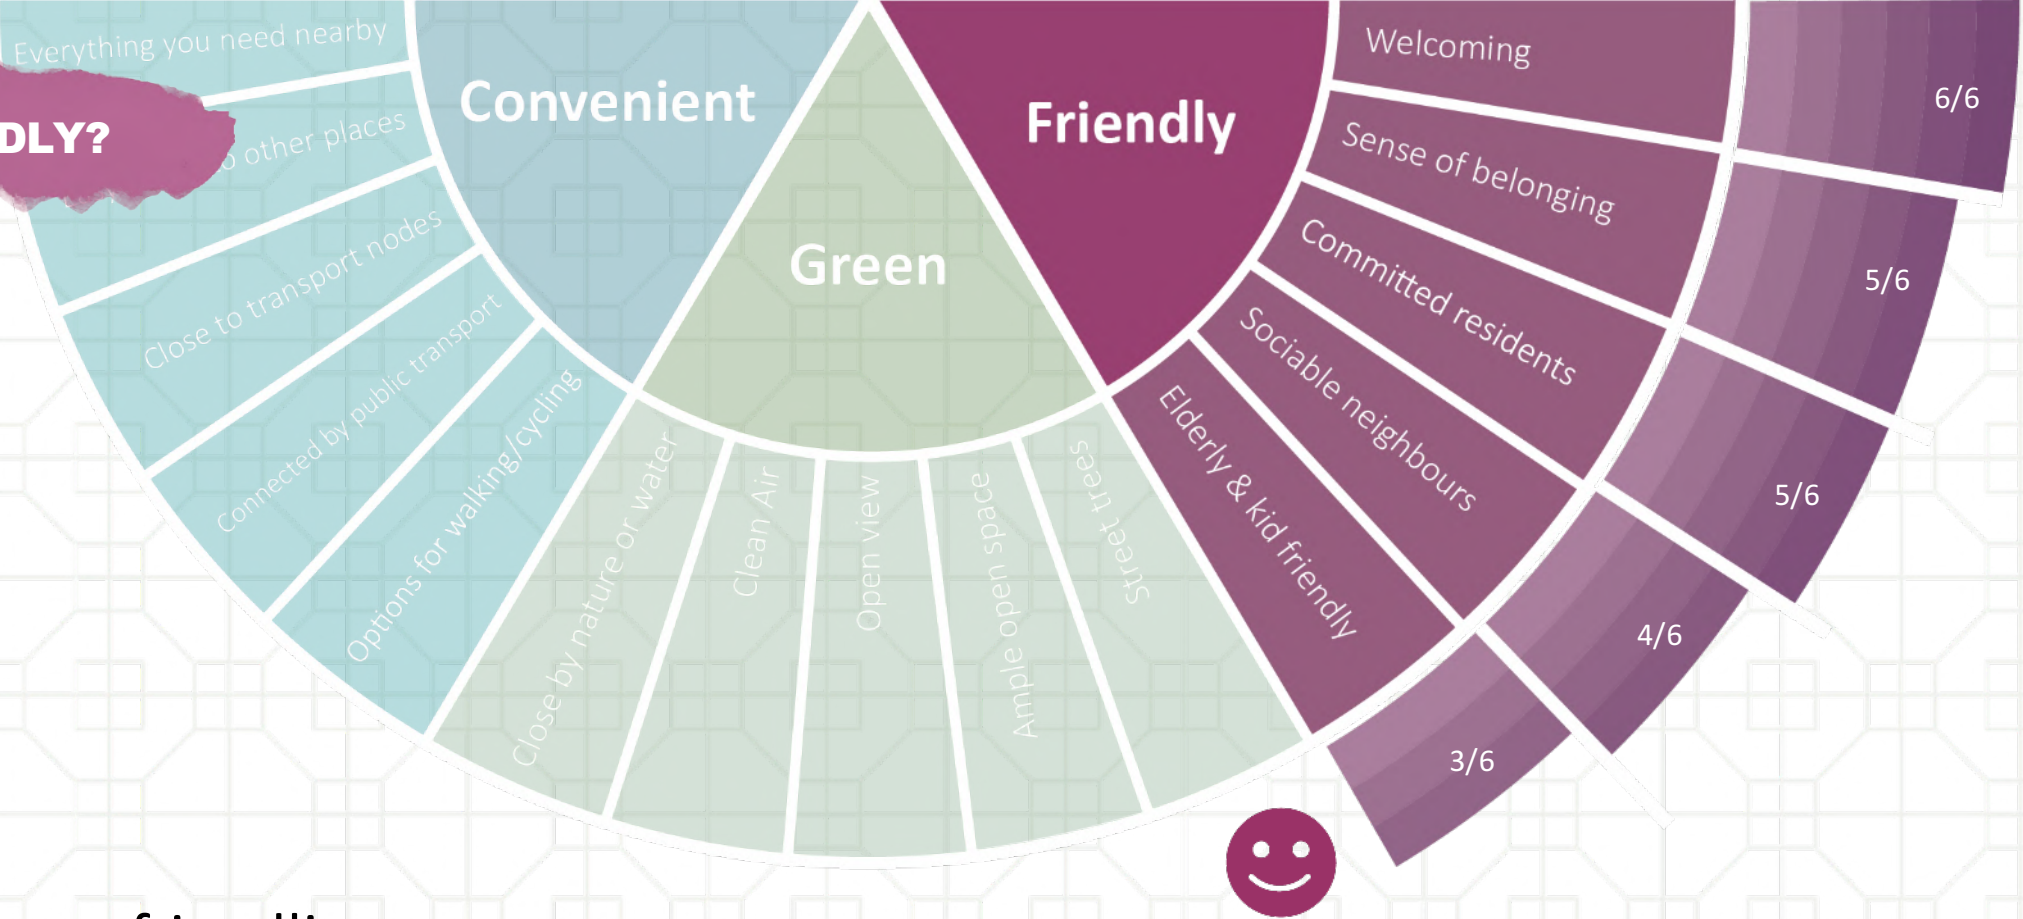 Everything you need nearby
DLY?
other places
Close to transport nodes
Connected by public transport
Options for walking/cycling
Convenient
Green
Friendly
Close by nature or water
Clean Air
Open view
Ample open space
Street trees
Welcoming
Sense of belonging
Committed residents
Sociable neighbours
Elderly & kid friendly
6/6
5/6
5/6
4/6
3/6